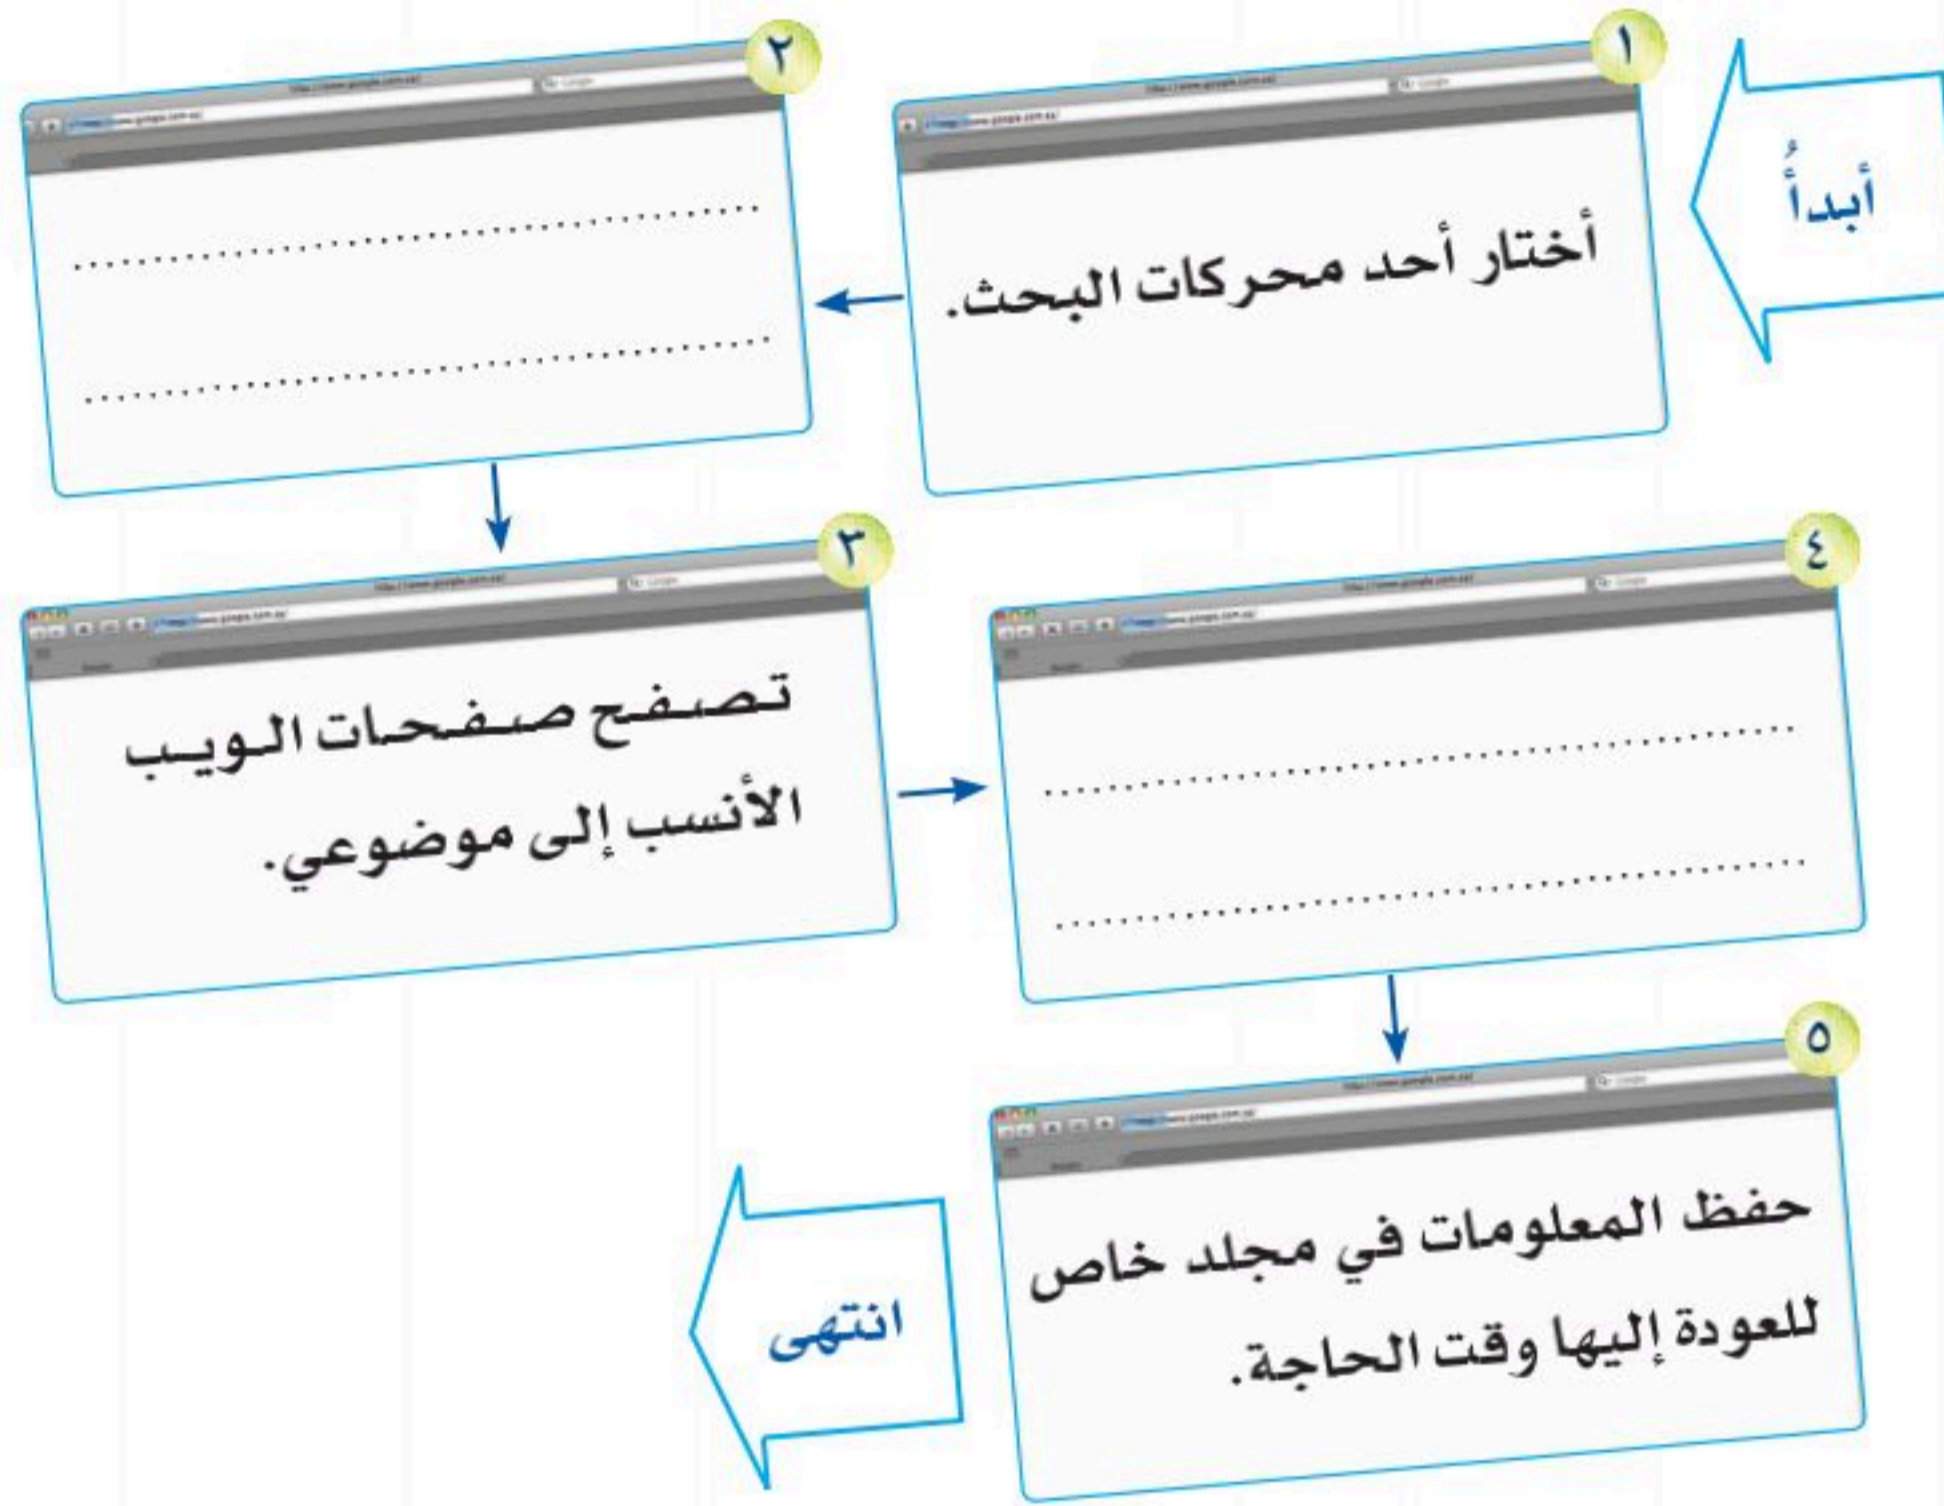 أبدأُ
١
أختار أحد محركات البحث.
٢
............................................
............................................
٣
تصفح صفحات الويب
الأنسب إلى موضوعي.
٤
............................................
............................................
٥
حفظ المعلومات في مجلد خاص
للعودة إليها وقت الحاجة.
انتهى